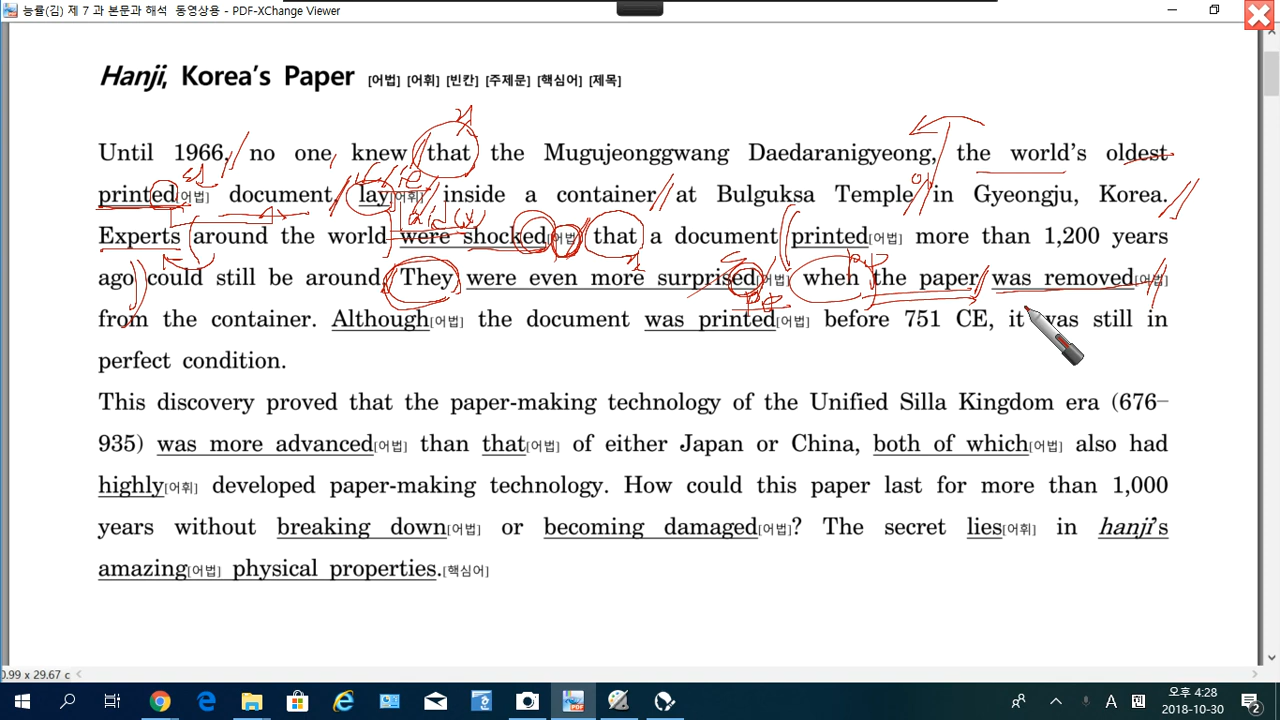 능률(김) 제 7 과 본문과 해석 동영상용 - PDF-XChange Viewer
Hanji, Korea's Paper [어법] [어휘] [빈칸] [주제문] [핵심어] [제목]
Until 1966, no one knew that the Mugujeonggwang Daedaranigyeong, the world's oldest
printed[어법] document, lay[어휘] inside a container at Bulguksa Temple in Gyeongju, Korea.
Experts around the world were shocked[어법] that a document printed[어법] more than 1,200 years
ago could still be around. They were even more surprised[어법] when the paper was removed[어법]
from the container. Although[어법] the document was printed[어법] before 751 CE, it was still in
perfect condition.
This discovery proved that the paper-making technology of the Unified Silla Kingdom era (676–
935) was more advanced[어법] than that[어법] of either Japan or China, both of which[어법] also had
highly[어휘] developed paper-making technology. How could this paper last for more than 1,000
years without breaking down[어법] or becoming damaged[어법]? The secret lies[어휘] in hanji's
amazing[어법] physical properties.[핵심어]
0.99 x 29.67 c
A 오후 4:28
2018-10-30
2